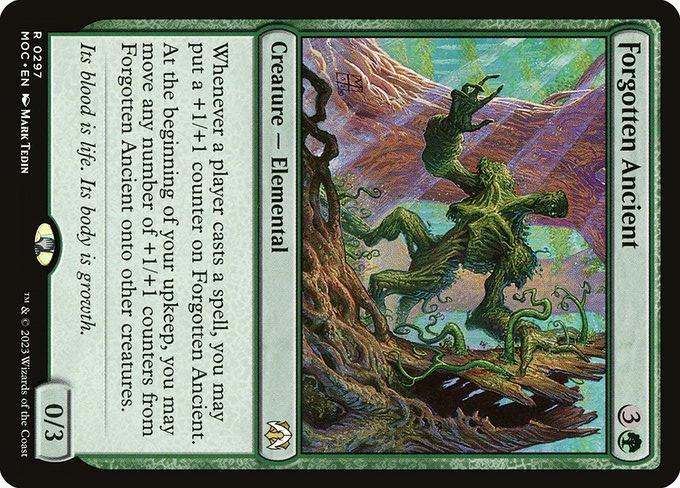 Forgotten Ancient
3
Creature — Elemental
Whenever a player casts a spell, you may
put a +1/+1 counter on Forgotten Ancient.
At the beginning of your upkeep, you may
move any number of +1/+1 counters from
Forgotten Ancient onto other creatures.
Its blood is life. Its body is growth.
0/3
R 0297
MOC • EN Mark Tedin
™ & © 2023 Wizards of the Coast